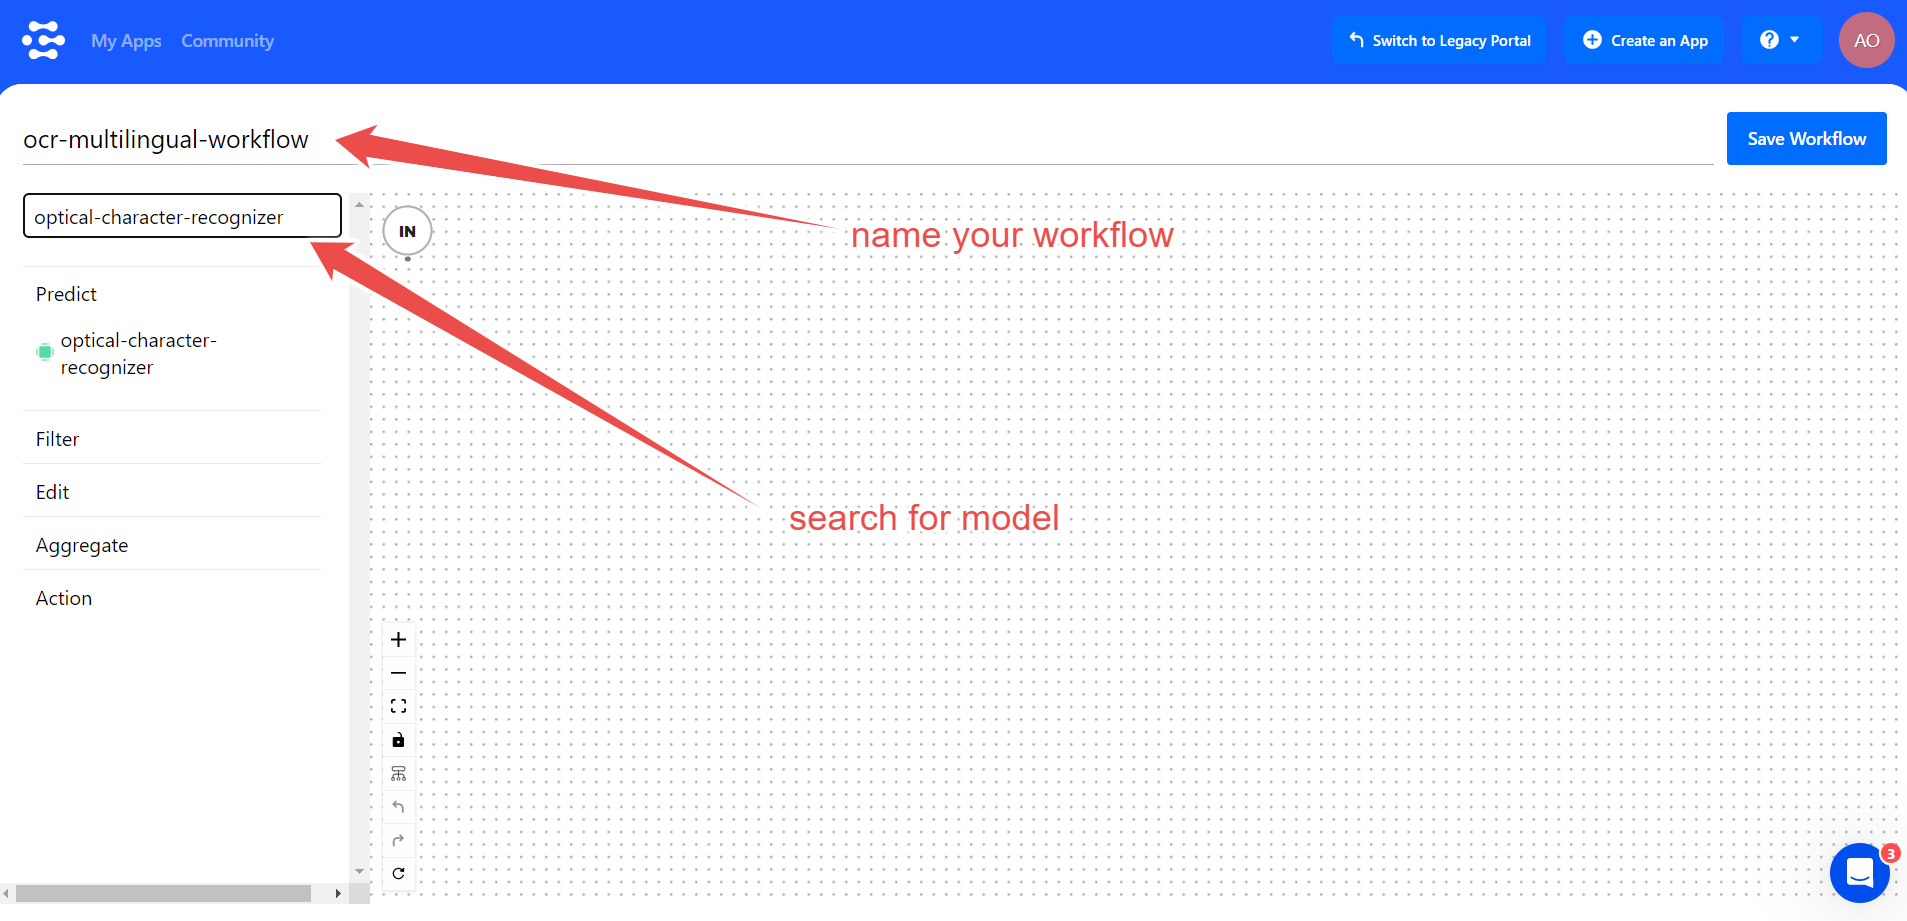 My Apps Community Switch to Legacy Portal Create an App ? AO
ocr-multilingual-workflow Save Workflow
optical-character-recognizer
IN
name your workflow
Predict
optical-character-
recognizer
Filter
Edit
search for model
Aggregate
Action
3